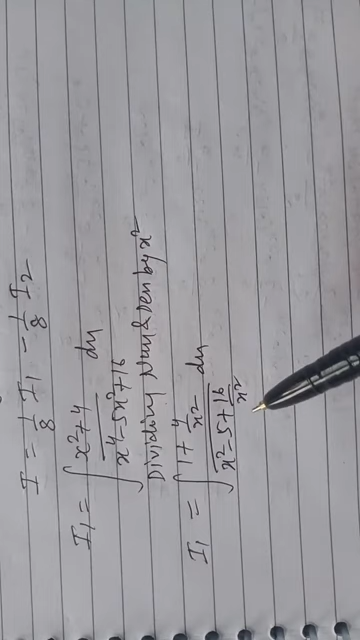 I = 1/8 I₁ - 1/8 I₂
I₁ = ∫ (x²+4)/(x⁴-5x²+16) dx
Dividing Num & Den by x²
I₁ = ∫ (1+4/x²)/(x²-5+16/x²) dx